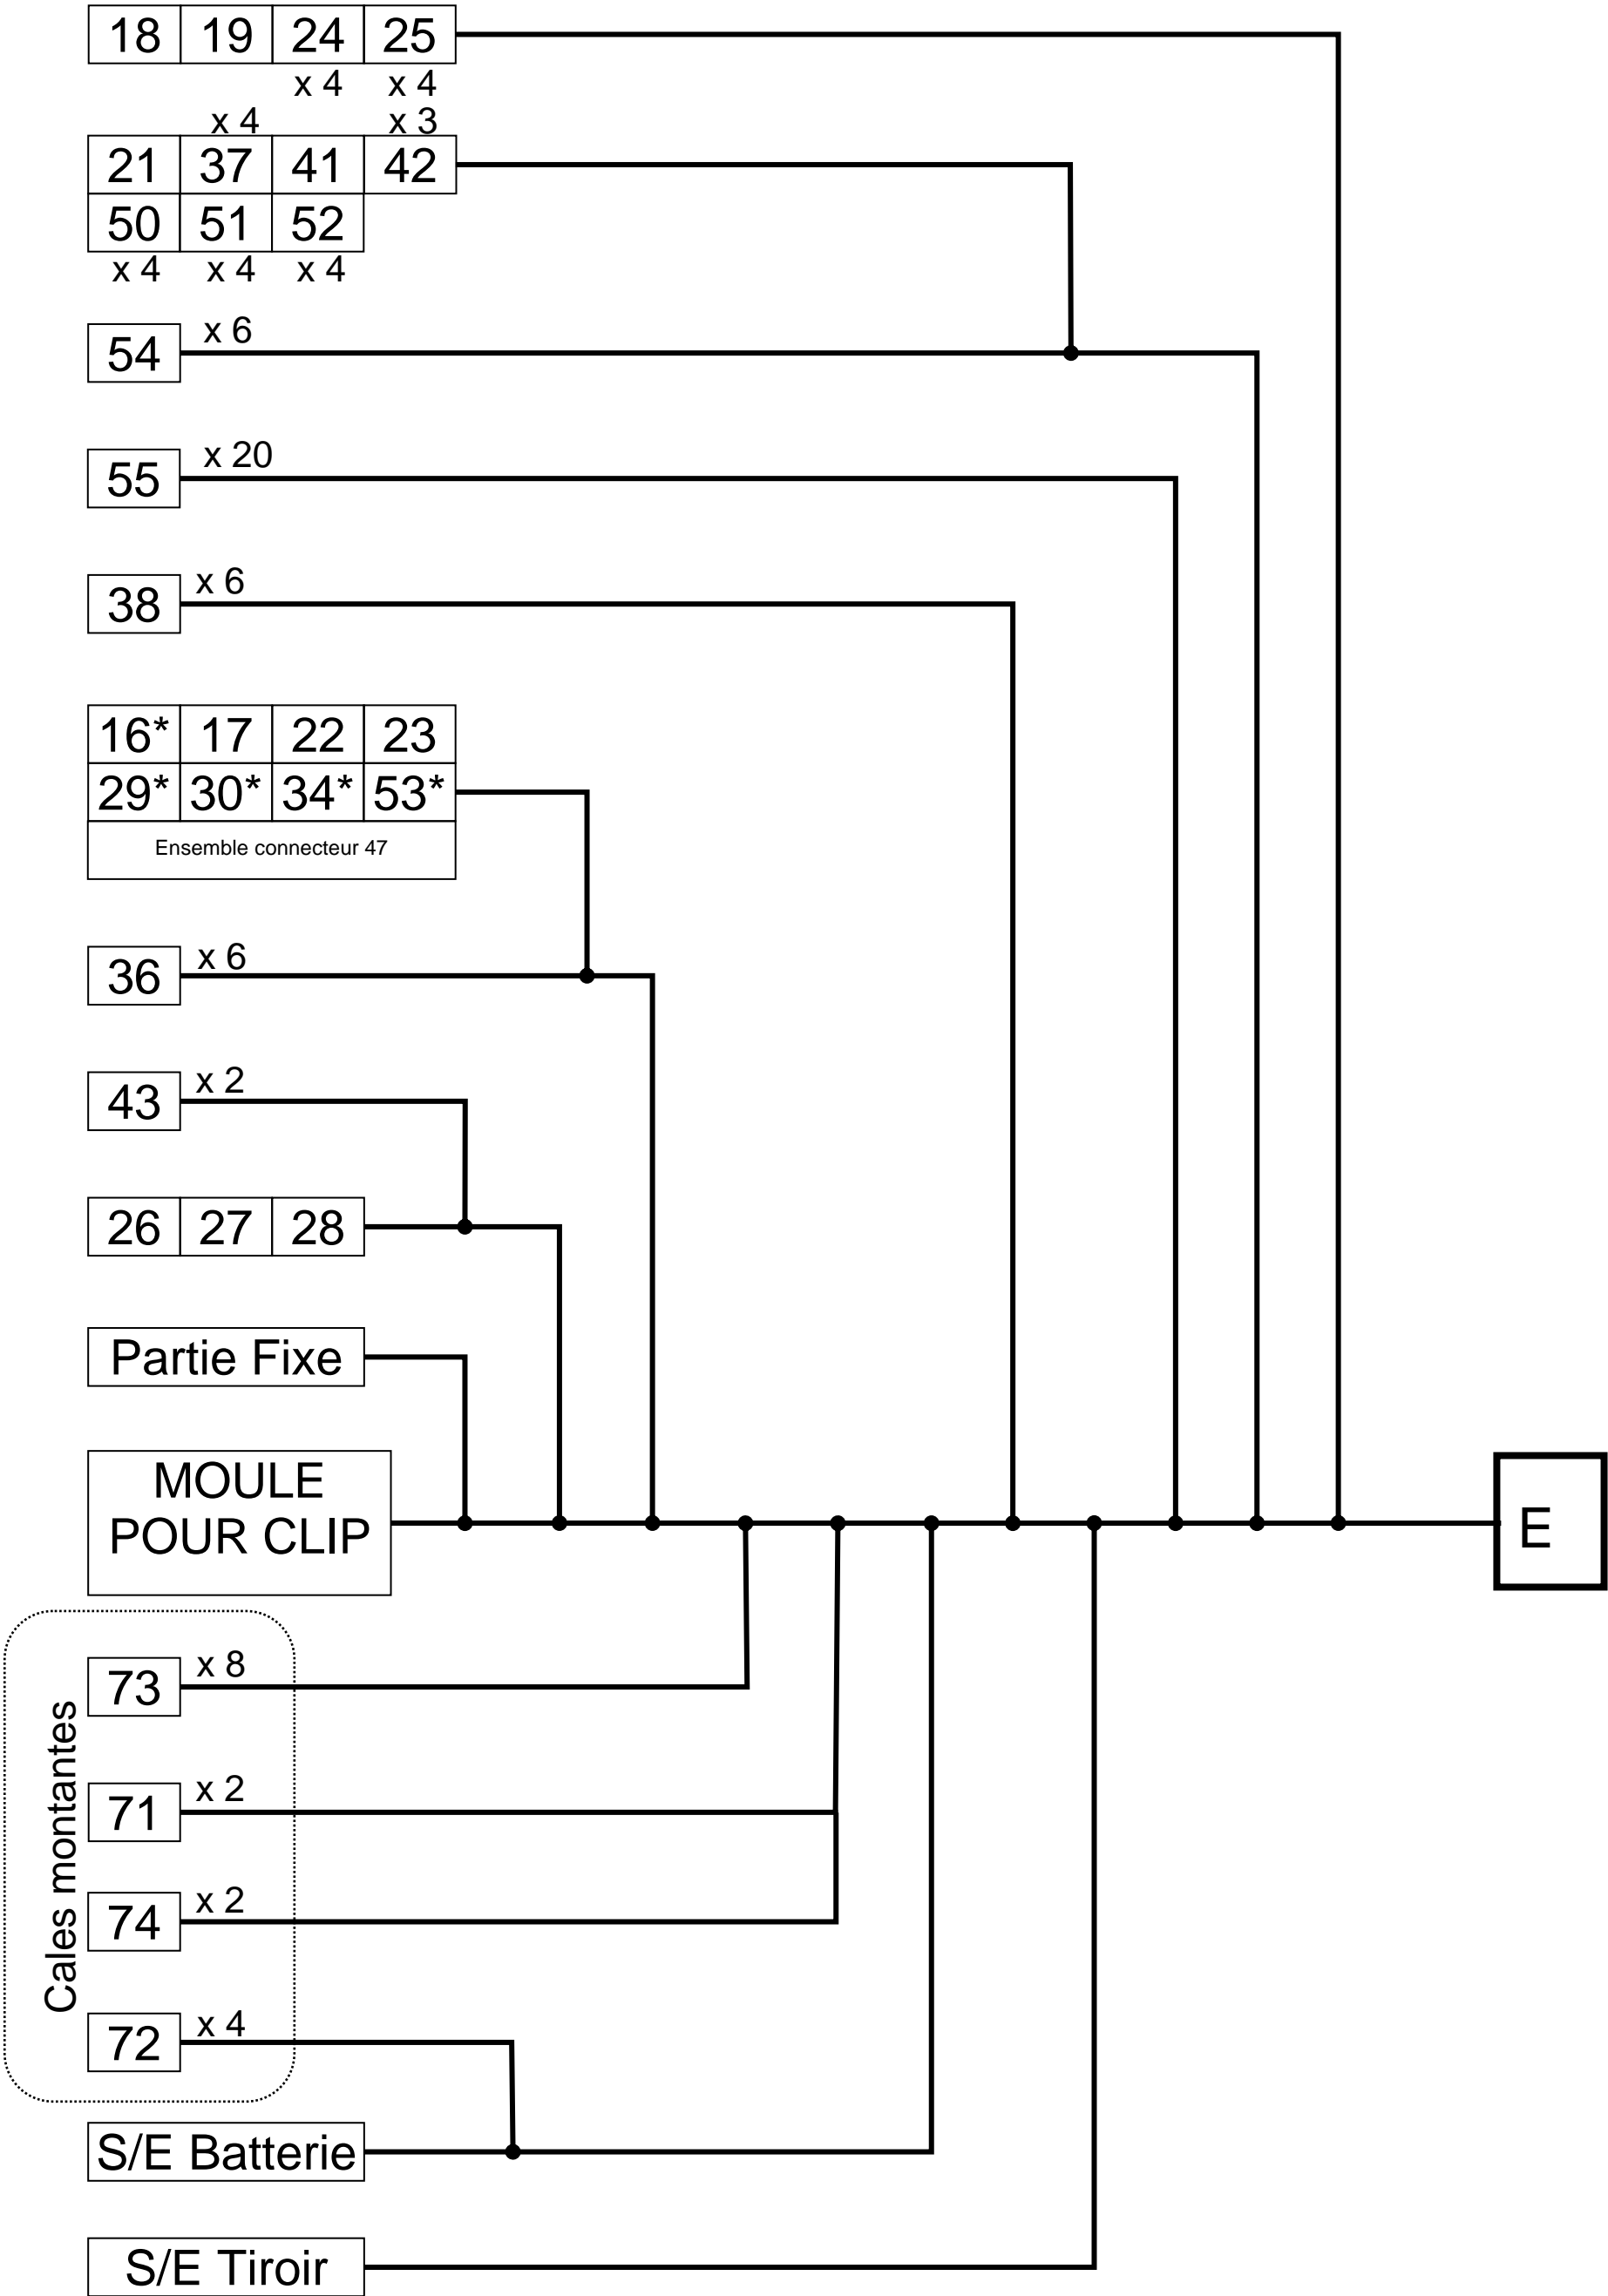 18 19 24 25
x 4 x 4
x 4 x 3
21 37 41 42
50 51 52
x 4 x 4 x 4
54 x 6
55 x 20
38 x 6
16* 17 22 23
29* 30* 34* 53*
Ensemble connecteur 47
36 x 6
43 x 2
26 27 28
Partie Fixe
MOULE
POUR CLIP
E
Cales montantes
73 x 8
71 x 2
74 x 2
72 x 4
S/E Batterie
S/E Tiroir